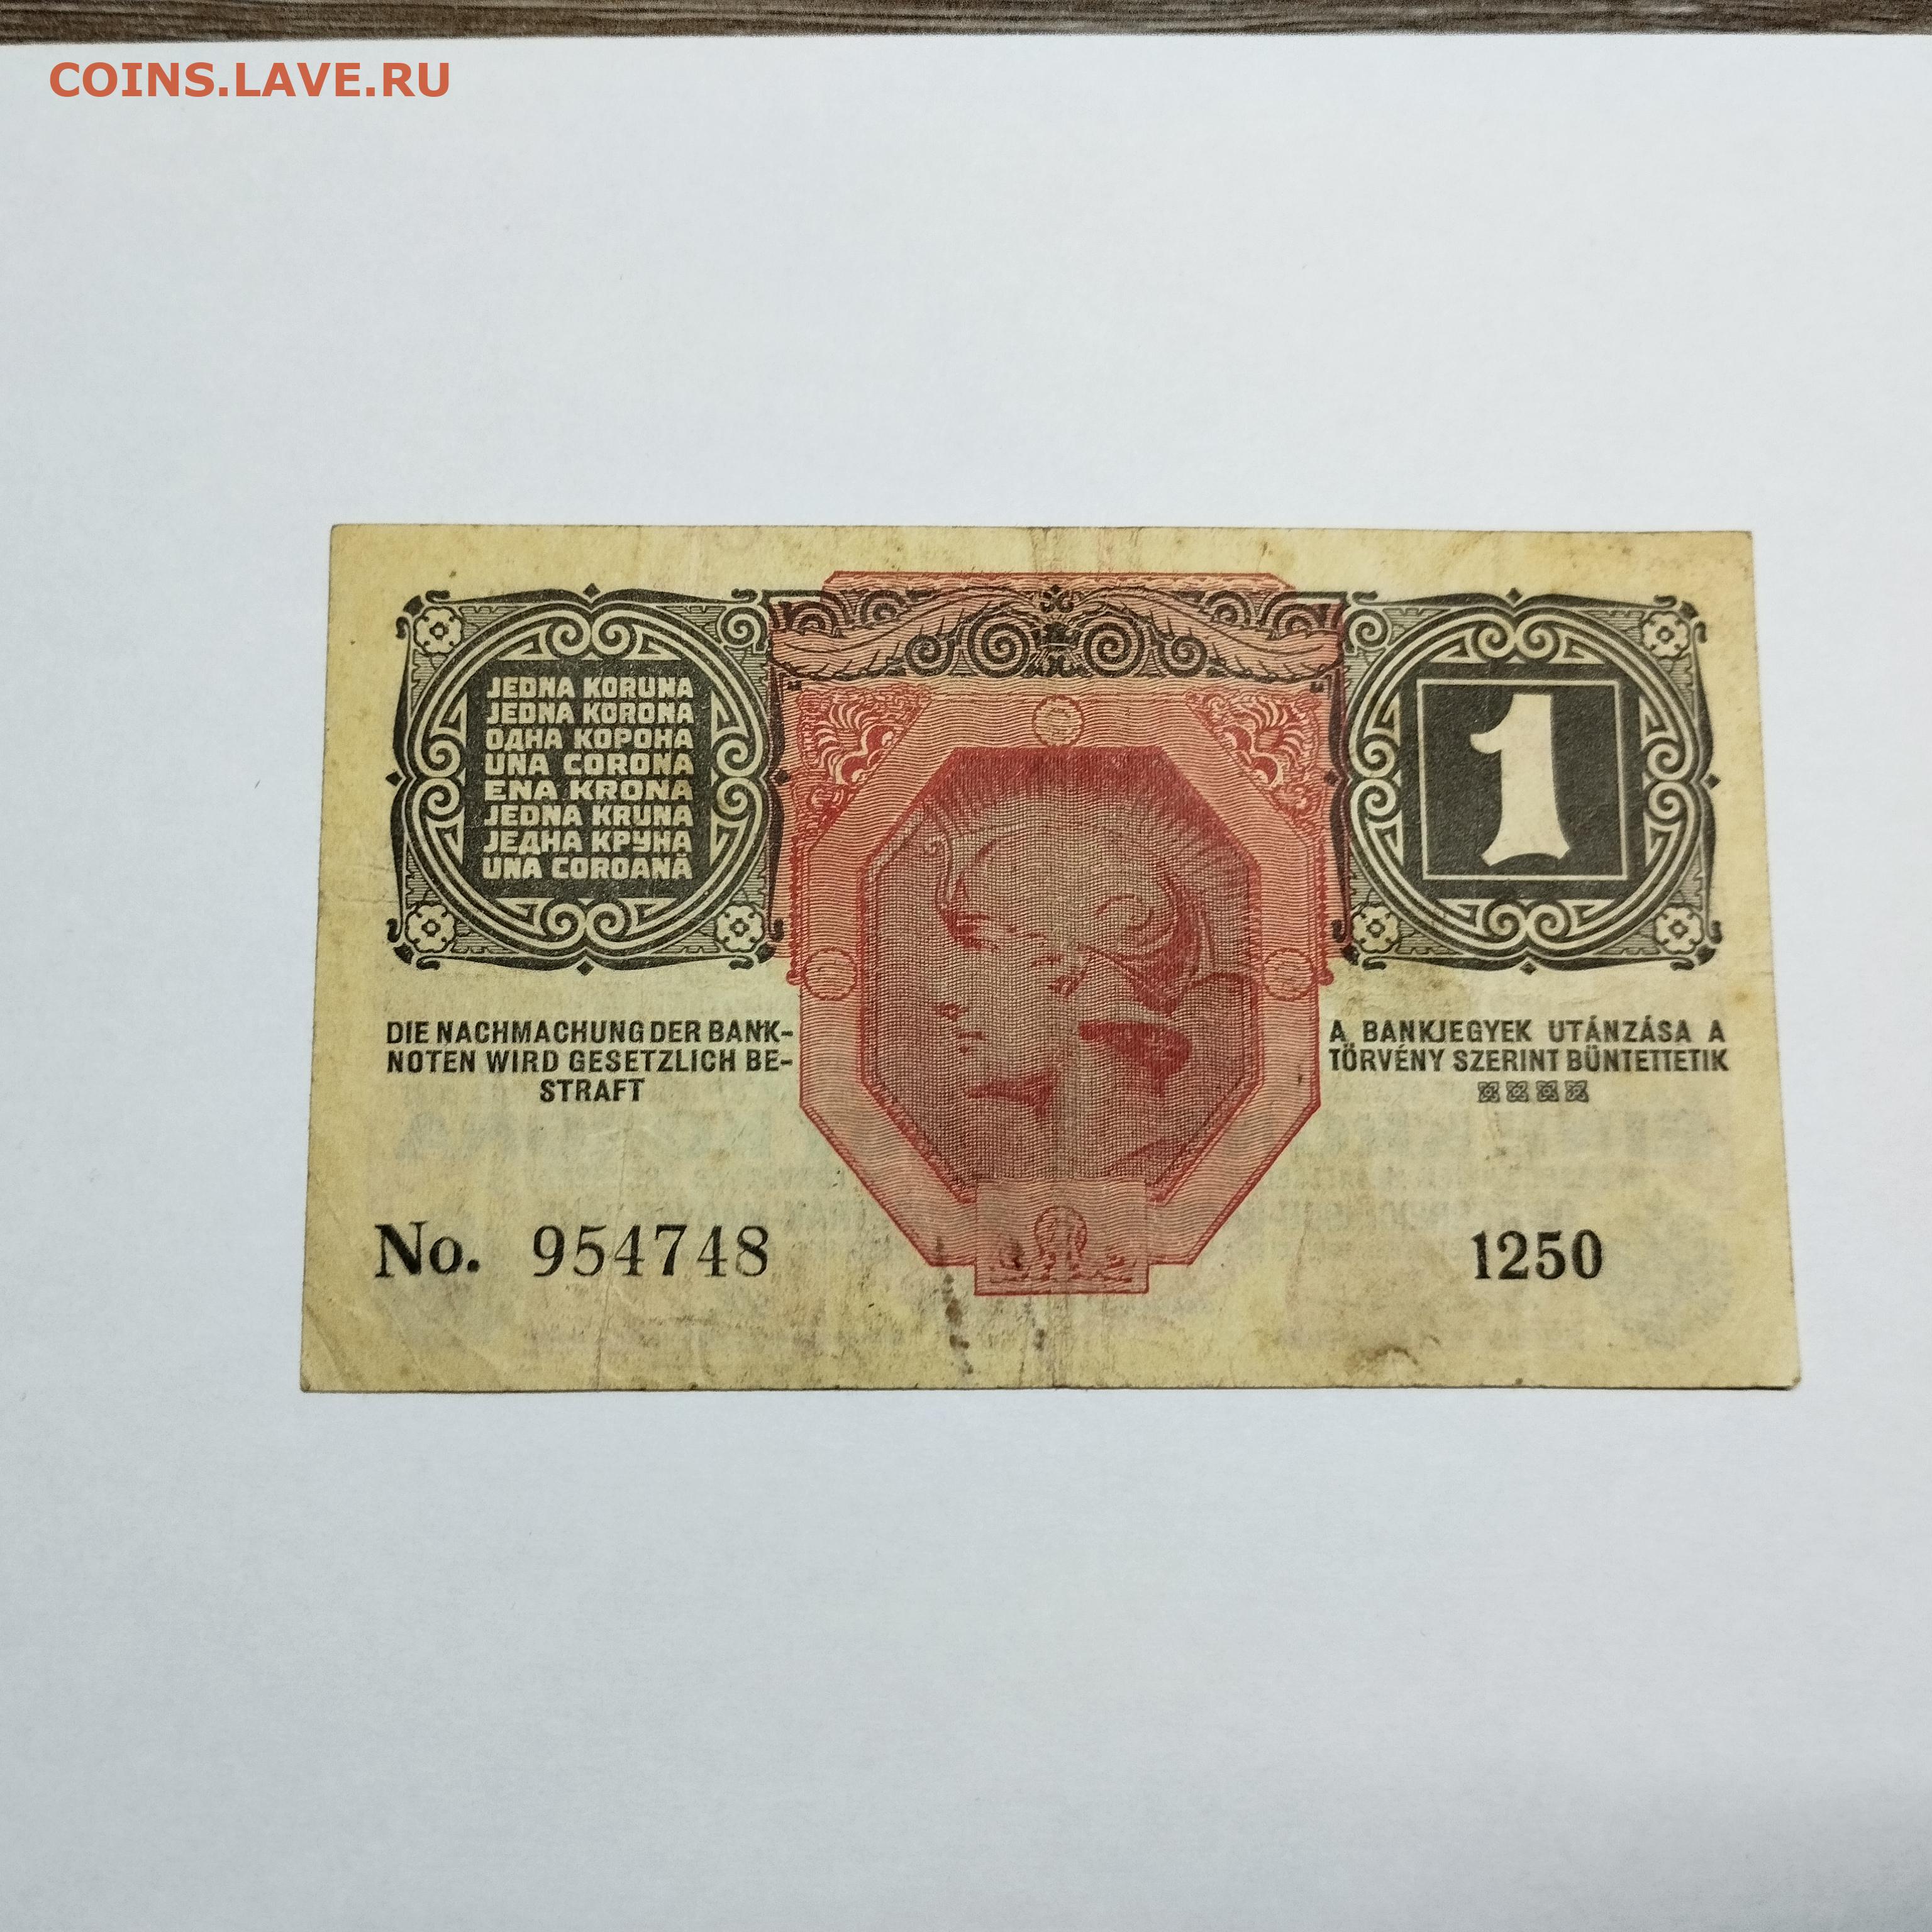 COINS.LAVE.RU
JEDNA KORUNA
JEDNA KORONA
ОДНА КОРОНА
UNA CORONA
ENA KRONA
JEDNA KRUNA
ЈЕДНА КРУНА
UNA COROANĂ
1
DIE NACHMACHUNG DER BANK-
NOTEN WIRD GESETZLICH BE-
STRAFT
A BANKJEGYEK UTÁNZÁSA A
TÖRVÉNY SZERINT BÜNTETTETIK
No. 954748
1250